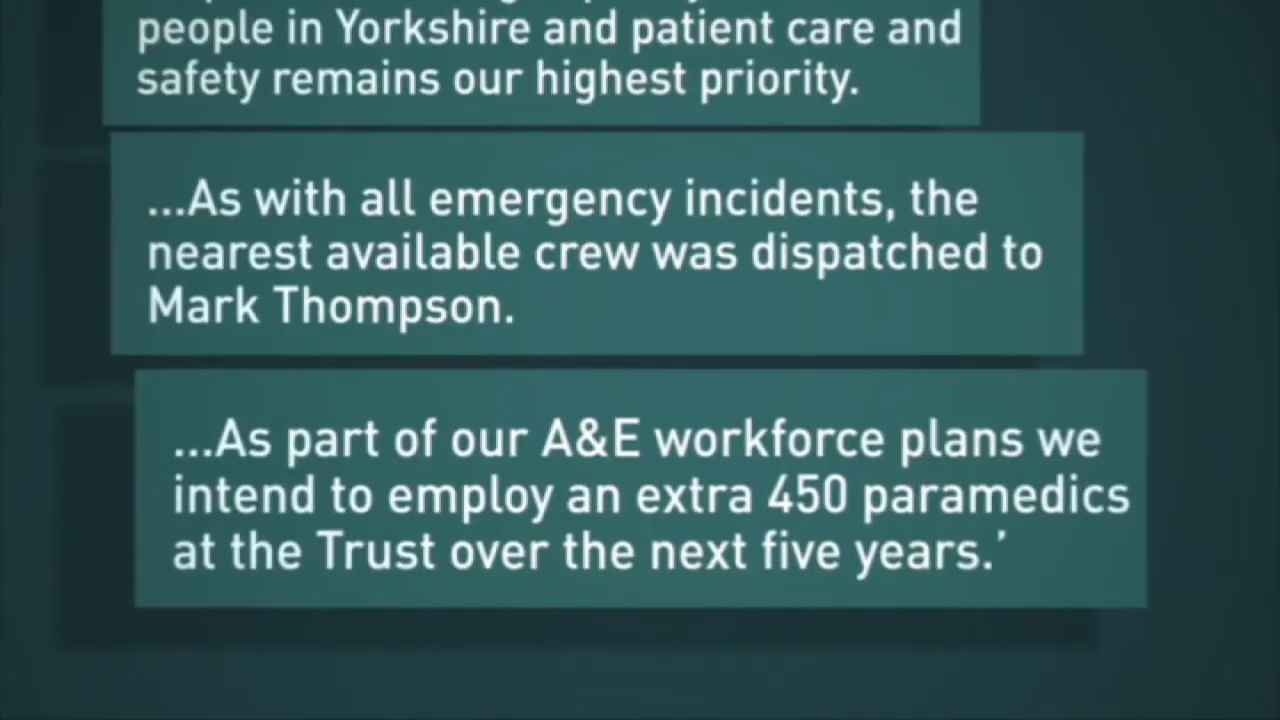 people in Yorkshire and patient care and
safety remains our highest priority.
...As with all emergency incidents, the
nearest available crew was dispatched to
Mark Thompson.
...As part of our A&E workforce plans we
intend to employ an extra 450 paramedics
at the Trust over the next five years.’